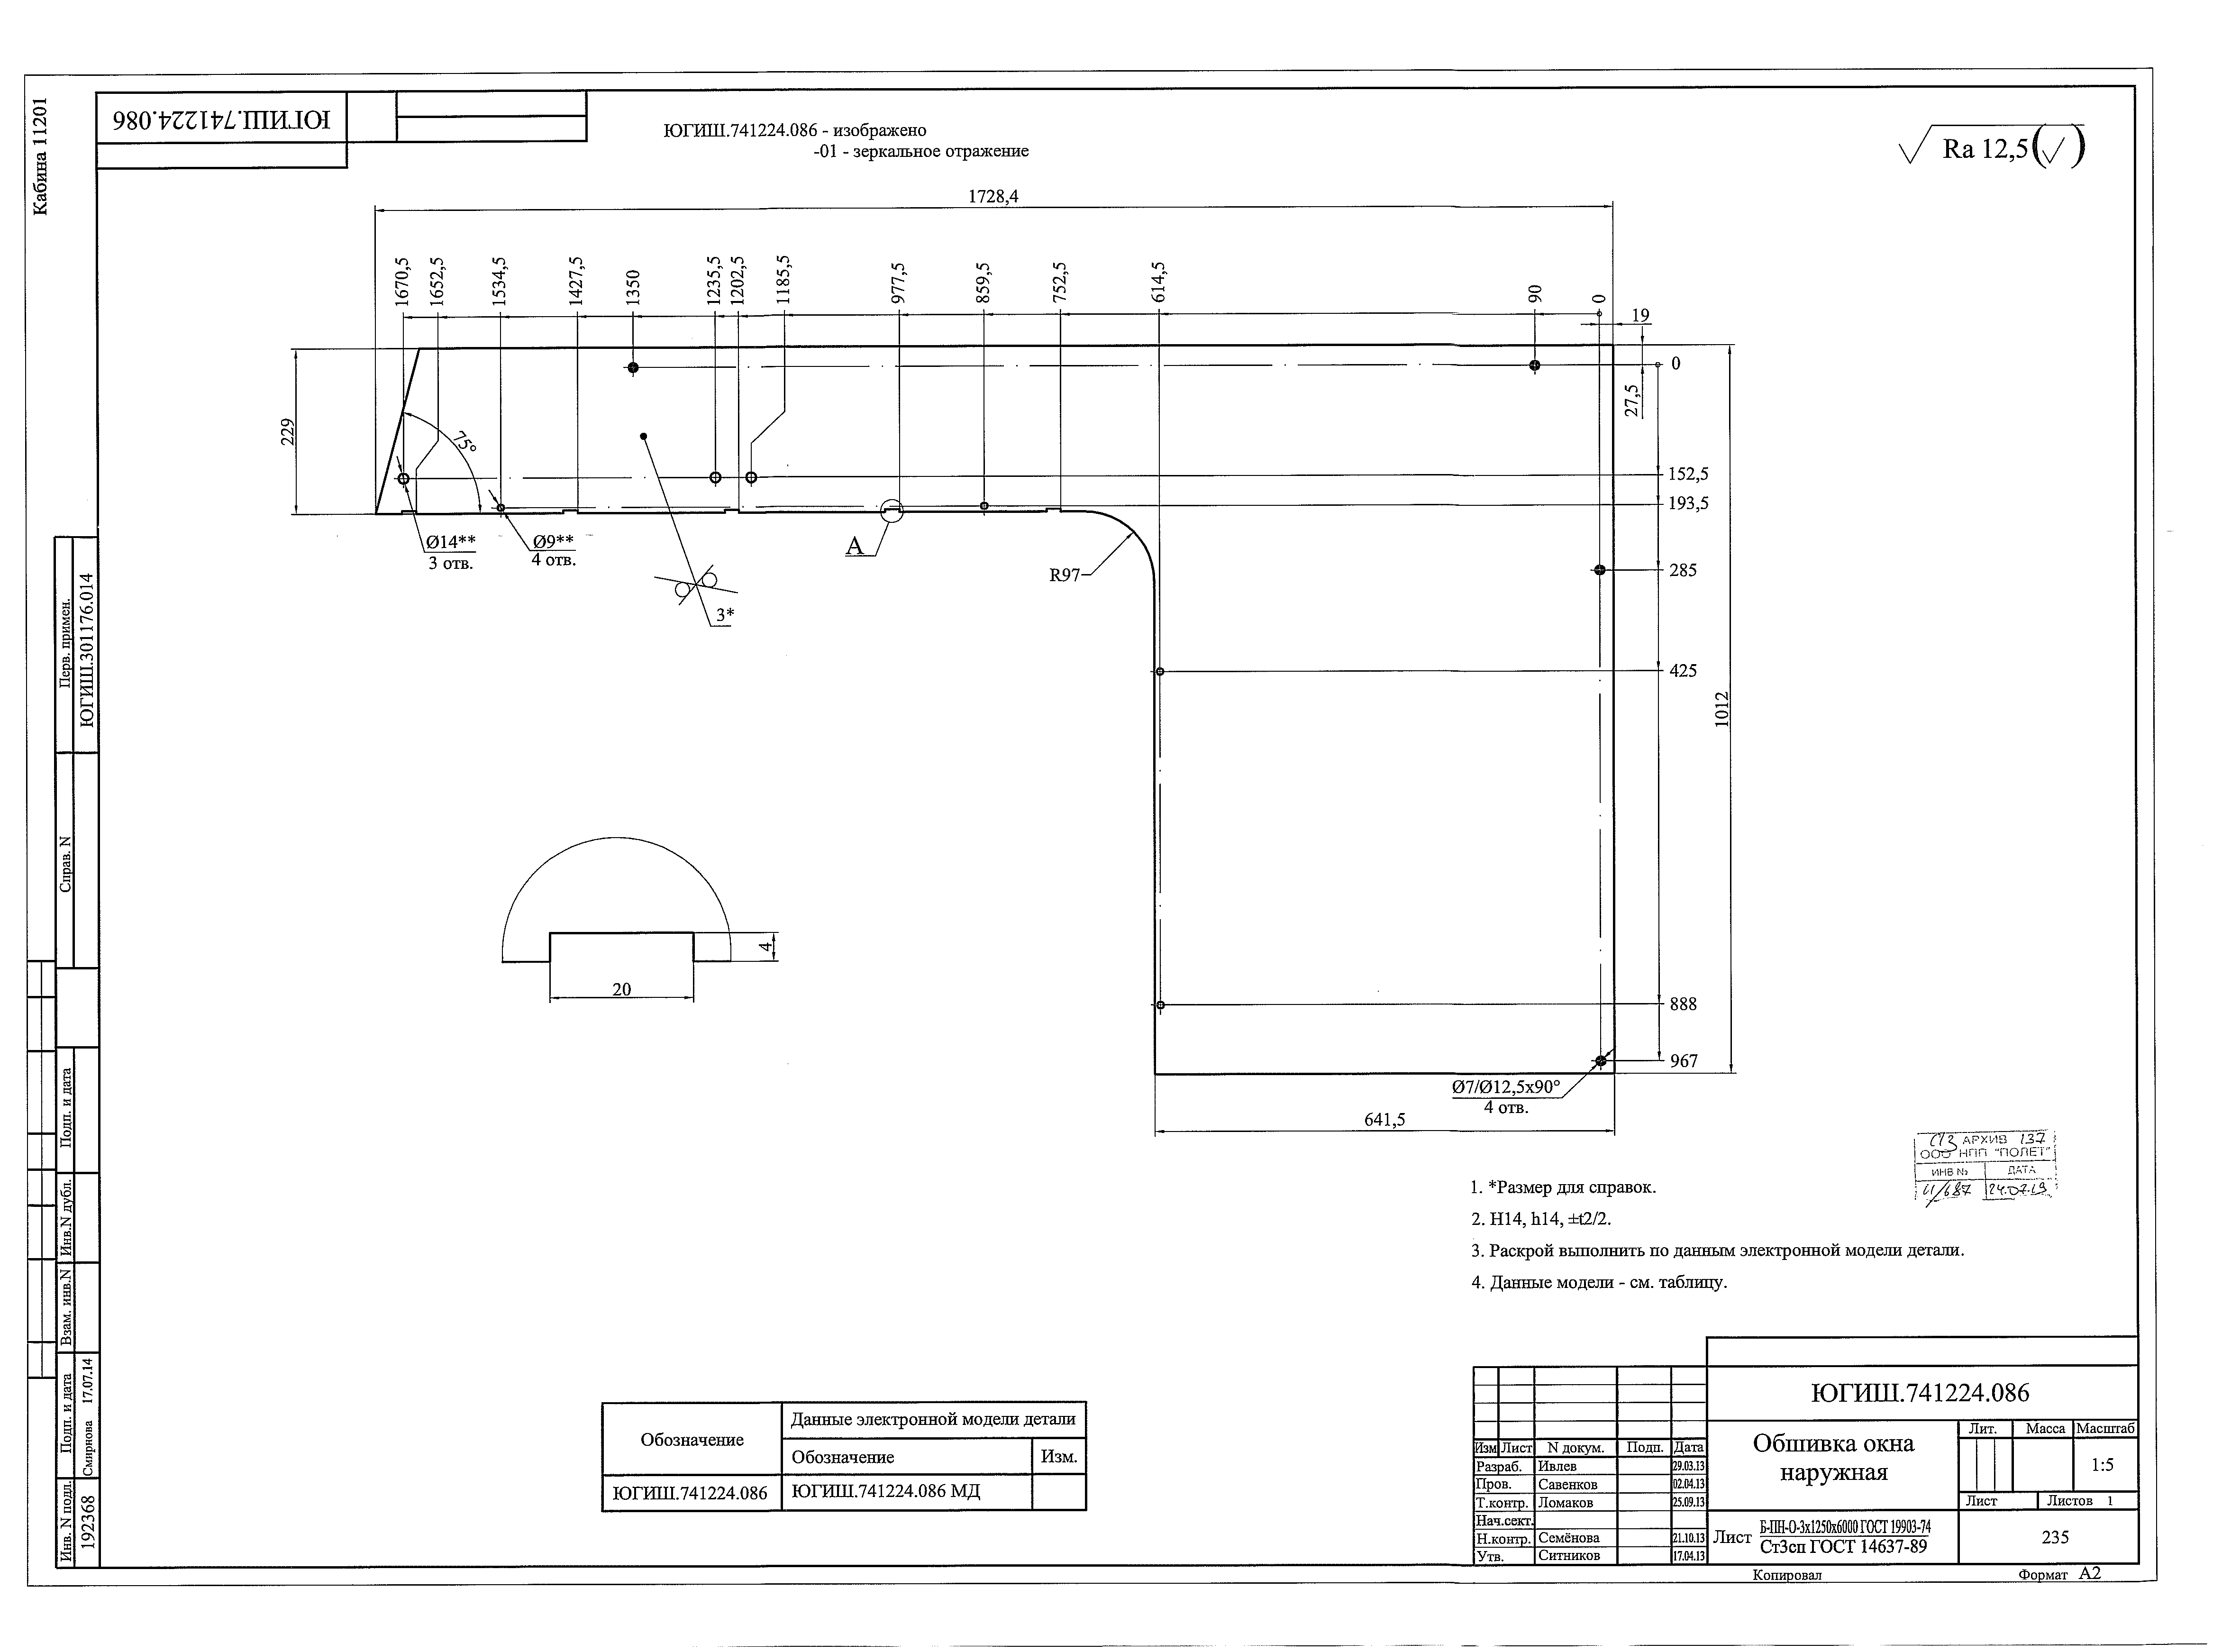 Кабина 11201
ЮГИШ.741224.086
ЮГИШ.741224.086 - изображено
-01 - зеркальное отражение
Ra 12,5
1728,4
1670,5
1652,5
1534,5
1427,5
1350
1235,5
1202,5
1185,5
977,5
859,5
752,5
614,5
90
0
19
0
27,5
229
75°
152,5
193,5
Ø14**
3 отв.
Ø9**
4 отв.
А
R97
3*
285
425
1012
888
967
Ø7/Ø12,5x90°
4 отв.
641,5
4
20
Перв. примен.
ЮГИШ.301176.014
Справ. N
Подп. и дата
Инв.N дубл.
Взам. инв.N
Подп. и дата
Смирнова 17.07.14
Инв. N подл.
192368
АРХИВ 137
ООО НПП "ПОЛЕТ"
ИНВ № ДАТА
11/687 24.07.19
1. *Размер для справок.
2. H14, h14, ±t2/2.
3. Раскрой выполнить по данным электронной модели детали.
4. Данные модели - см. таблицу.
Обозначение
Данные электронной модели детали
Обозначение Изм.
ЮГИШ.741224.086 ЮГИШ.741224.086 МД
ЮГИШ.741224.086
Обшивка окна
наружная
Лит. Масса Масштаб
1:5
Лист Листов 1
Изм Лист N докум. Подп. Дата
Разраб. Ивлев 29.03.13
Пров. Савенков 02.04.13
Т.контр. Ломаков 25.09.13
Нач.сект.
Н.контр. Семёнова 21.10.13
Утв. Ситников 17.04.13
Лист Б-ПН-О-3х1250х6000 ГОСТ 19903-74
Ст3сп ГОСТ 14637-89
235
Копировал
Формат А2